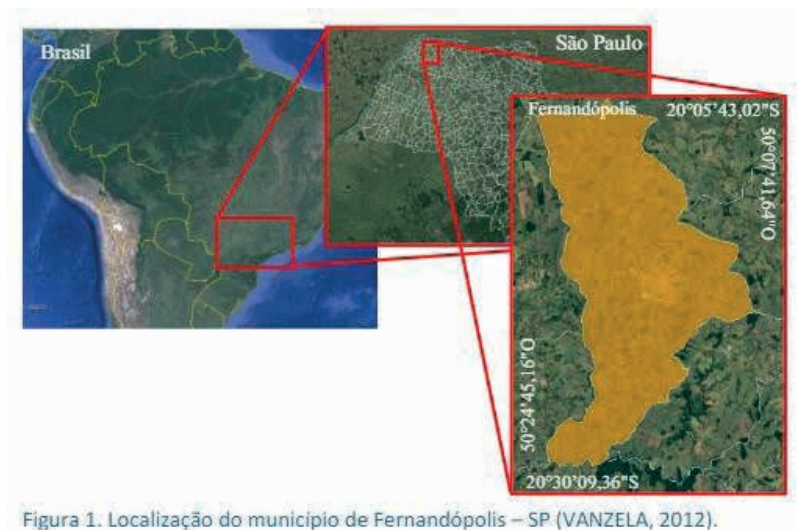 Brasil
São Paulo
Fernandópolis
20°05'43,02"S
50°07'41,64"O
50°24'45,16"O
20°30'09,36"S
Figura 1. Localização do município de Fernandópolis – SP (VANZELA, 2012).